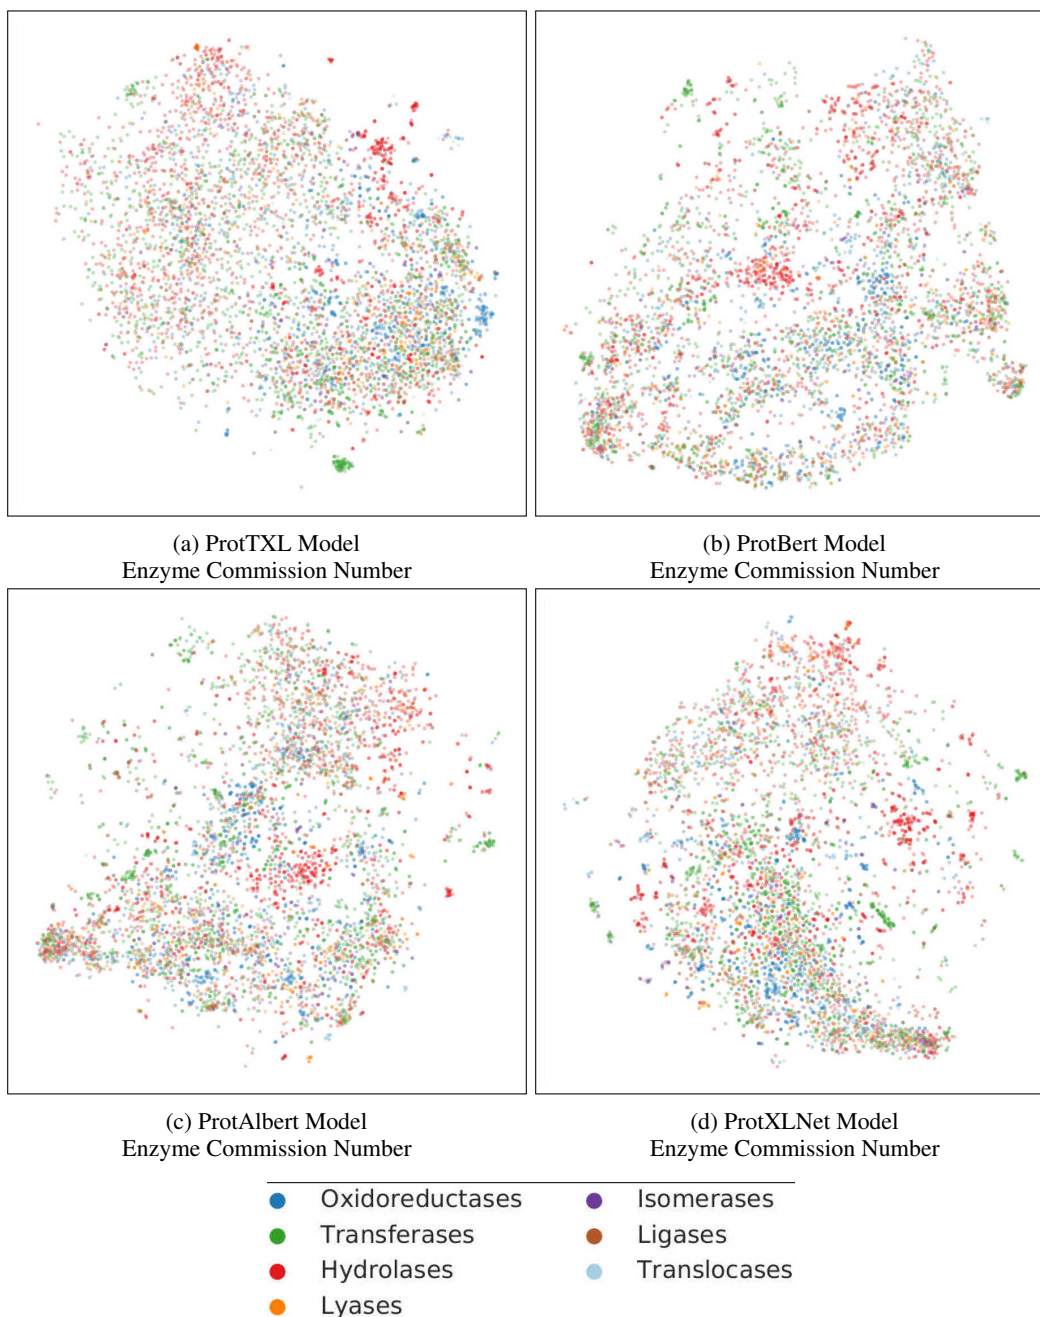 (a) ProtTXL Model
Enzyme Commission Number
(b) ProtBert Model
Enzyme Commission Number
(c) ProtAlbert Model
Enzyme Commission Number
(d) ProtXLNet Model
Enzyme Commission Number
Oxidoreductases
Transferases
Hydrolases
Lyases
Isomerases
Ligases
Translocases